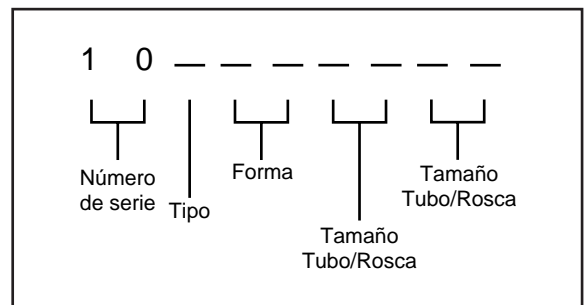 1 0 _ _ _ _ _ _ _
Número
de serie
Tipo
Forma
Tamaño
Tubo/Rosca
Tamaño
Tubo/Rosca